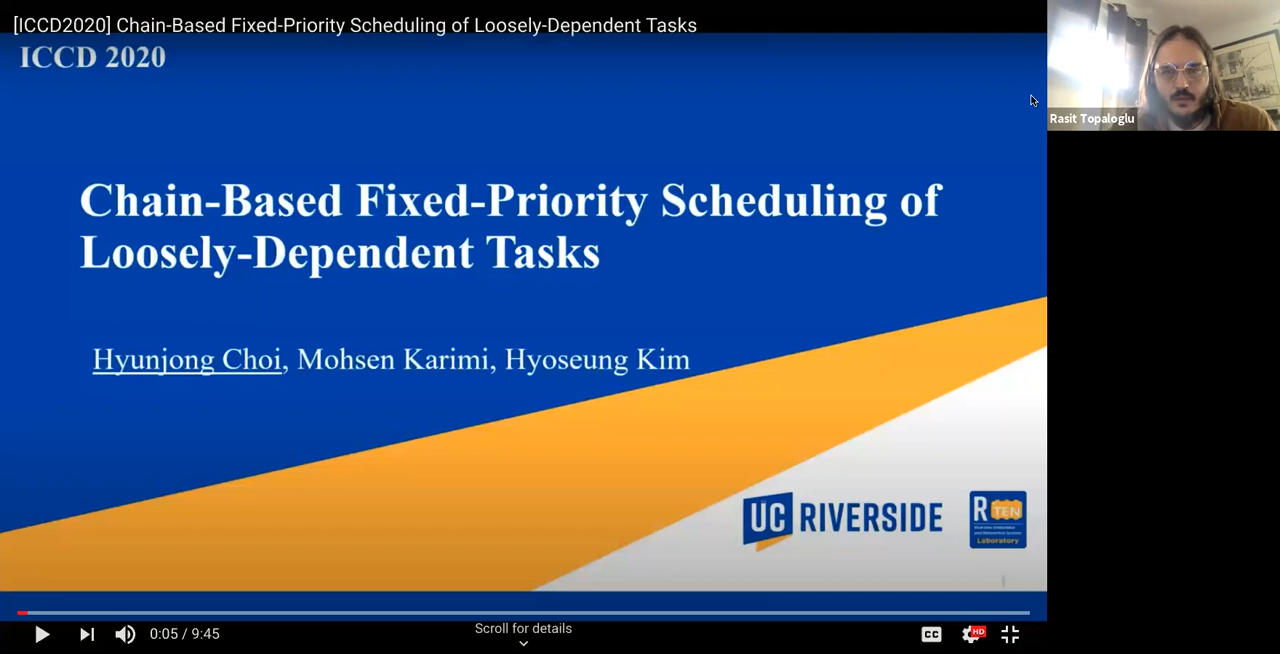 [ICCD2020] Chain-Based Fixed-Priority Scheduling of Loosely-Dependent Tasks
ICCD 2020
Rasit Topaloglu
Chain-Based Fixed-Priority Scheduling of
Loosely-Dependent Tasks
Hyunjong Choi, Mohsen Karimi, Hyoseung Kim
UC RIVERSIDE
R
TEN
Laboratory
0:05 / 9:45
Scroll for details
CC
HD